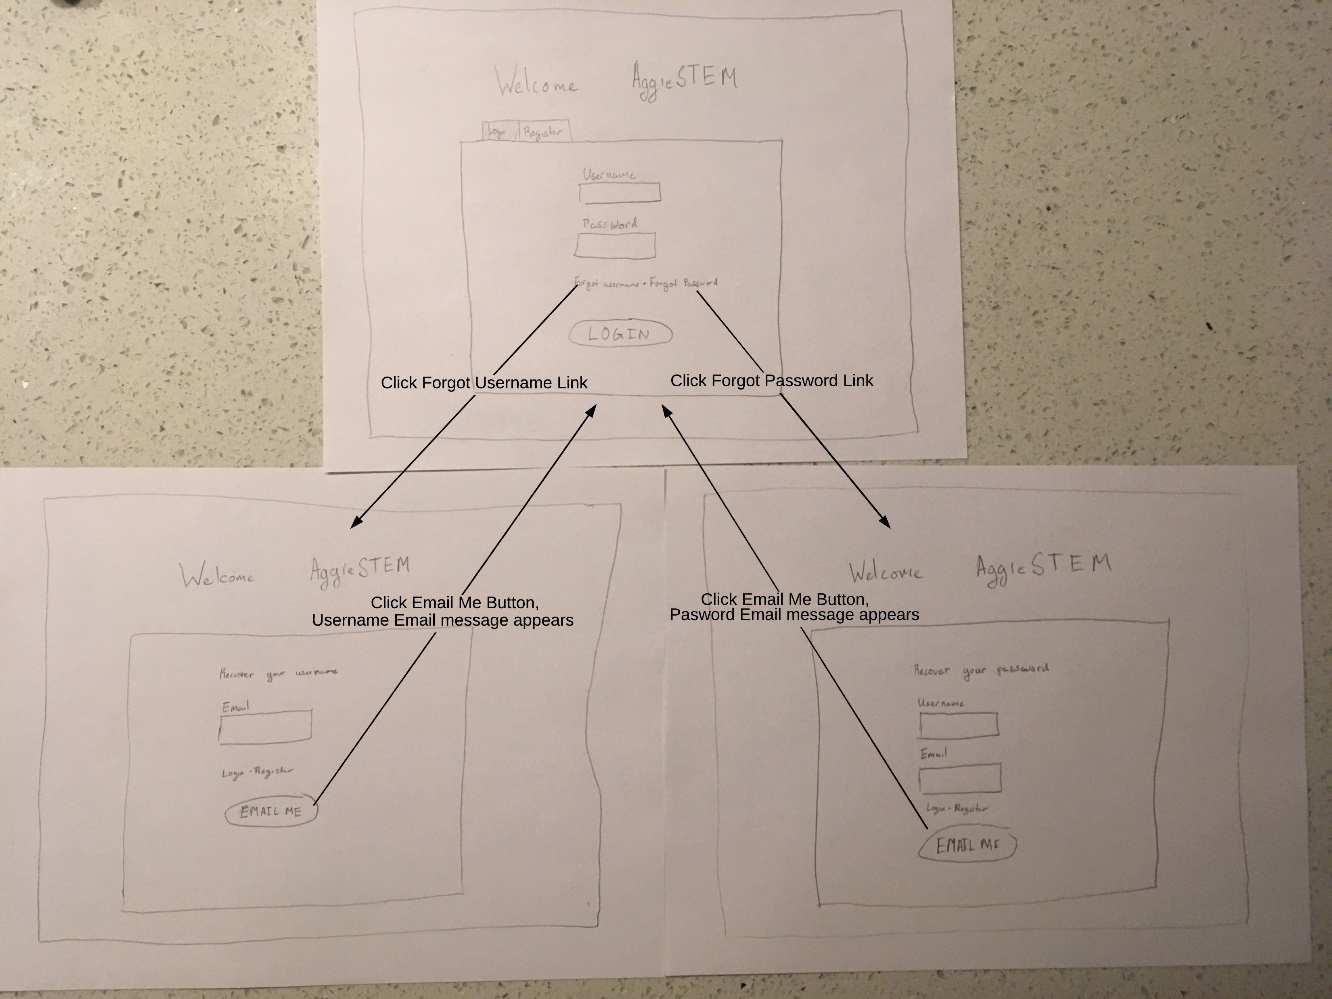 Welcome AggieSTEM
Login Register
Username
Password
Forgot username • Forgot Password
LOGIN
Click Forgot Username Link
Click Forgot Password Link
Welcome AggieSTEM
Click Email Me Button,
Username Email message appears
Recover your username
Email
Login • Register
EMAIL ME
Welcome AggieSTEM
Click Email Me Button,
Pasword Email message appears
Recover your password
Username
Email
Login • Register
EMAIL ME